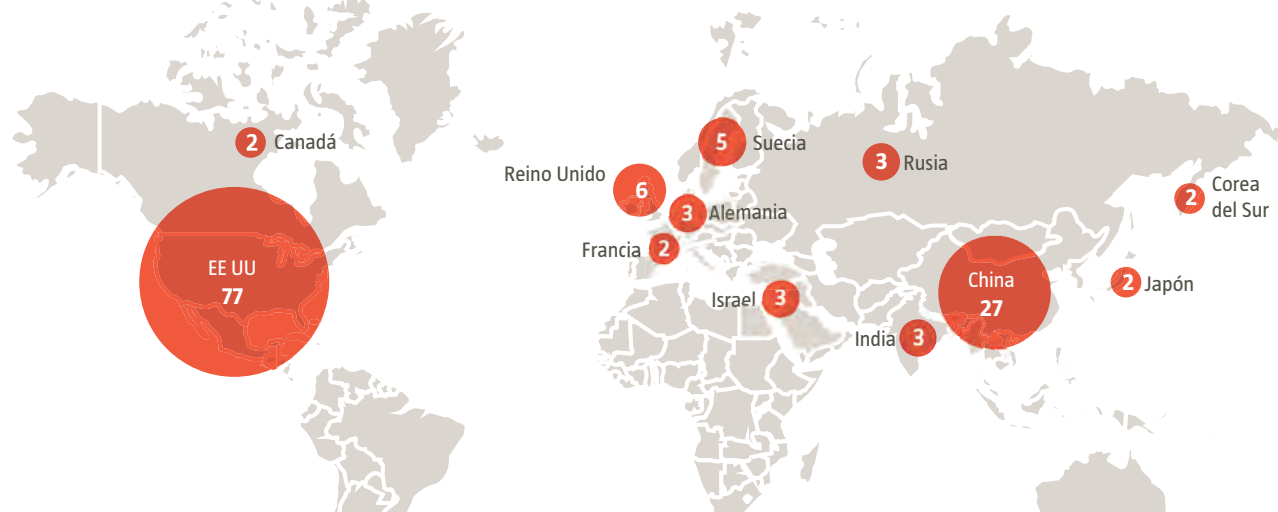 2 Canadá
EE UU
77
Reino Unido
6
5 Suecia
3 Alemania
Francia 2
3 Rusia
Israel 3
India 3
China
27
2
Corea
del Sur
2 Japón